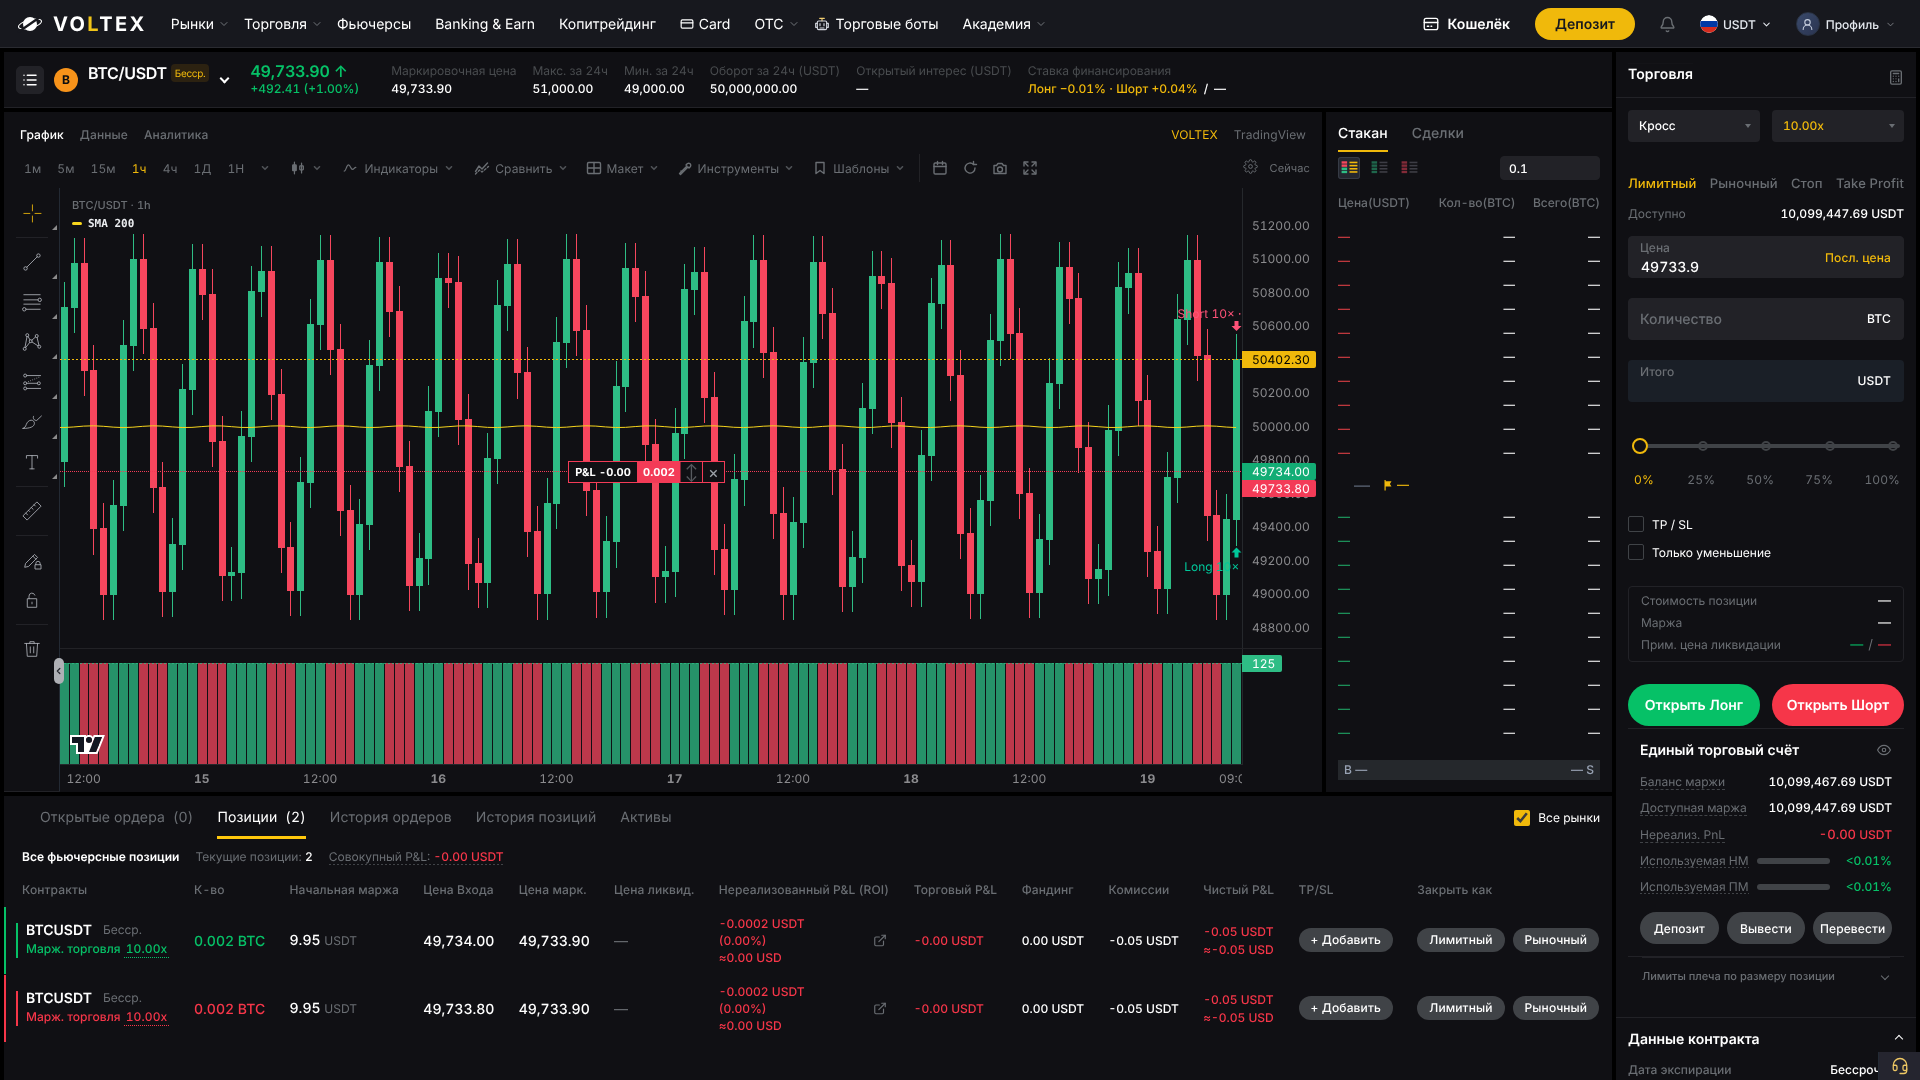 VOLTEX Рынки Торговля Фьючерсы Banking & Earn Копитрейдинг Card OTC Торговые боты Академия Кошелёк Депозит USDT Профиль
B BTC/USDT Бесср. 49,733.90 ↑ +492.41 (+1.00%)
Маркировочная цена Макс. за 24ч Мин. за 24ч Оборот за 24ч (USDT) Открытый интерес (USDT) Ставка финансирования
49,733.90 51,000.00 49,000.00 50,000,000.00 — Лонг −0.01% · Шорт +0.04% / —
График Данные Аналитика VOLTEX TradingView
1м 5м 15м 1ч 4ч 1Д 1Н Индикаторы Сравнить Макет Инструменты Шаблоны Сейчас
BTC/USDT · 1h
SMA 200
51200.00
51000.00
50800.00
50600.00
50402.30
50200.00
50000.00
49800.00
49734.00
49733.80
49400.00
49200.00
49000.00
48800.00
125
Short 10× ·
P&L -0.00 0.002 ×
Long
12:00 15 12:00 16 12:00 17 12:00 18 12:00 19
Стакан Сделки
0.1
Цена(USDT) Кол-во(BTC) Всего(BTC)
B — — S
Торговля
Кросс 10.00x
Лимитный Рыночный Стоп Take Profit
Доступно 10,099,447.69 USDT
Цена
49733.9 Посл. цена
Количество BTC
Итого
USDT
0% 25% 50% 75% 100%
TP / SL
Только уменьшение
Стоимость позиции —
Маржа —
Прим. цена ликвидации — / —
Открыть Лонг Открыть Шорт
Единый торговый счёт
Баланс маржи 10,099,467.69 USDT
Доступная маржа 10,099,447.69 USDT
Нереализ. PnL -0.00 USDT
Используемая НМ <0.01%
Используемая ПМ <0.01%
Депозит Вывести Перевести
Лимиты плеча по размеру позиции
Данные контракта
Дата экспирации
Открытые ордера (0) Позиции (2) История ордеров История позиций Активы Все рынки
Все фьючерсные позиции Текущие позиции: 2 Совокупный P&L: -0.00 USDT
Контракты К-во Начальная маржа Цена Входа Цена марк. Цена ликвид. Нереализованный P&L (ROI) Торговый P&L Фандинг Комиссии Чистый P&L TP/SL Закрыть как
BTCUSDT Бесср.
Марж. торговля 10.00x
0.002 BTC 9.95 USDT 49,734.00 49,733.90 —
-0.0002 USDT
(0.00%)
≈0.00 USD
-0.00 USDT 0.00 USDT -0.05 USDT
-0.05 USDT
≈-0.05 USD
+ Добавить Лимитный Рыночный
BTCUSDT Бесср.
Марж. торговля 10.00x
0.002 BTC 9.95 USDT 49,733.80 49,733.90 —
-0.0002 USDT
(0.00%)
≈0.00 USD
-0.00 USDT 0.00 USDT -0.05 USDT
-0.05 USDT
≈-0.05 USD
+ Добавить Лимитный Рыночный